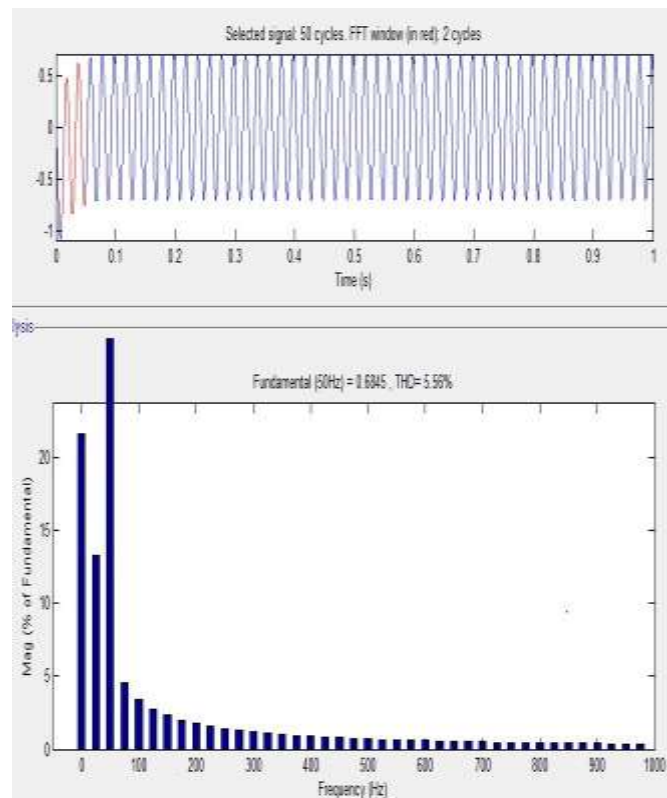 Selected signal: 50 cycles. FFT window (in red): 2 cycles
0.5
0
-0.5
-1
0 0.1 0.2 0.3 0.4 0.5 0.6 0.7 0.8 0.9 1
Time (s)
lysis
Fundamental (50Hz) = 0.6845 , THD= 5.56%
20
15
10
5
0
Mag (% of Fundamental)
0 100 200 300 400 500 600 700 800 900 1000
Frequency (Hz)